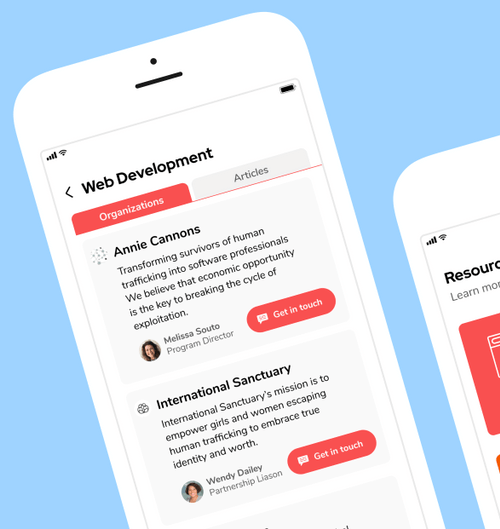 Web Development
Organizations
Articles
Annie Cannons
Transforming survivors of human
trafficking into software professionals
We believe that economic opportunity
is the key to breaking the cycle of
exploitation.
Melissa Souto
Program Director
Get in touch
International Sanctuary
International Sanctuary's mission is to
empower girls and women escaping
human trafficking to embrace true
identity and worth.
Wendy Dailey
Partnership Liason
Get in touch
Learn